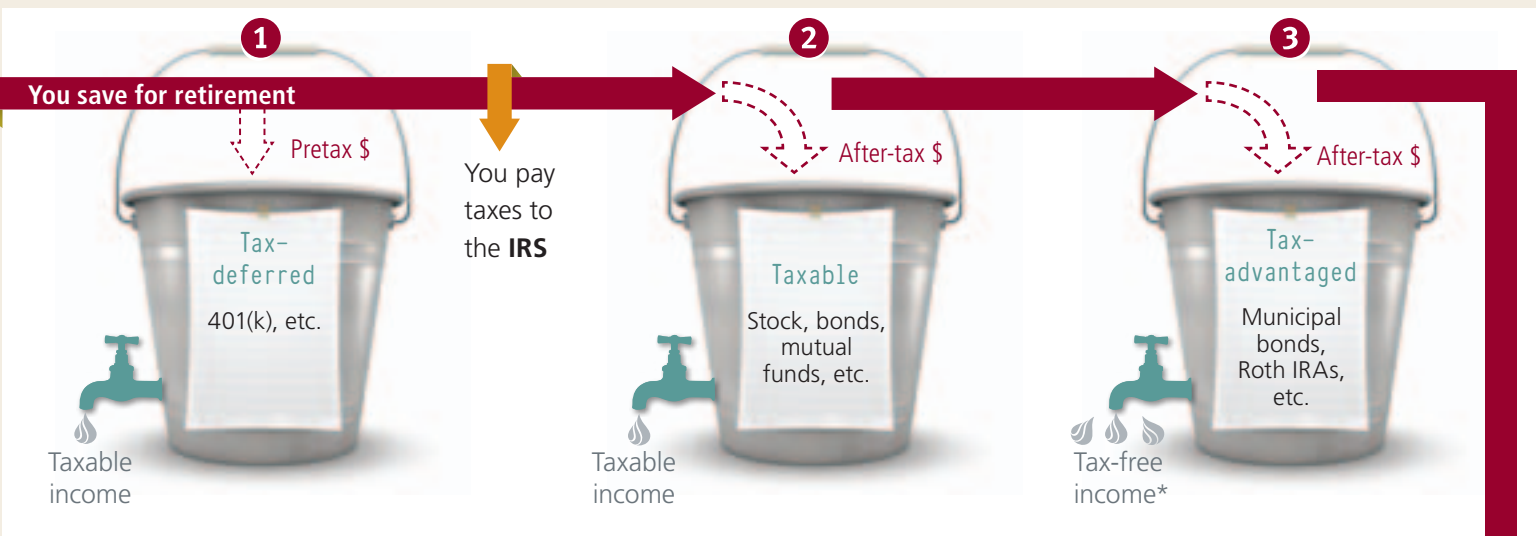 1
2
3
You save for retirement
Pretax $
You pay
taxes to
the IRS
After-tax $
After-tax $
Tax-
deferred
401(k), etc.
Taxable
income
Taxable
Stock, bonds,
mutual
funds, etc.
Taxable
income
Tax-
advantaged
Municipal
bonds,
Roth IRAs,
etc.
Tax-free
income*